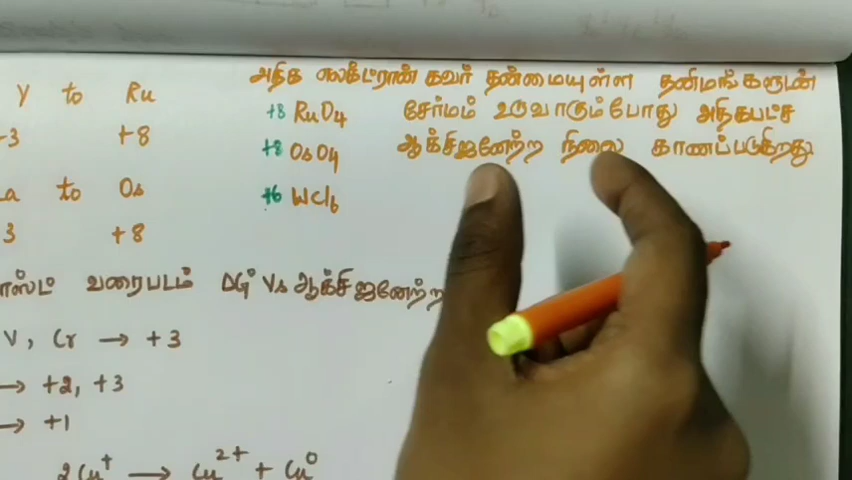 Y to Ru
+3 +8
La to Os
3 +8
அதிக எலக்ட்ரான் கவர் தன்மையுள்ள தனிமங்களுடன்
+8 RuO4 சேர்மம் உருவாகும்போது அதிகபட்ச
+8 OsO4 ஆக்சிஜனேற்ற நிலை காணப்படுகிறது
+6 WCl6
வரைபடம் ΔG° Vs ஆக்சிஜனேற்ற
V, Cr → +3
→ +2, +3
→ +1
2Cu+ → Cu2+ + Cu0